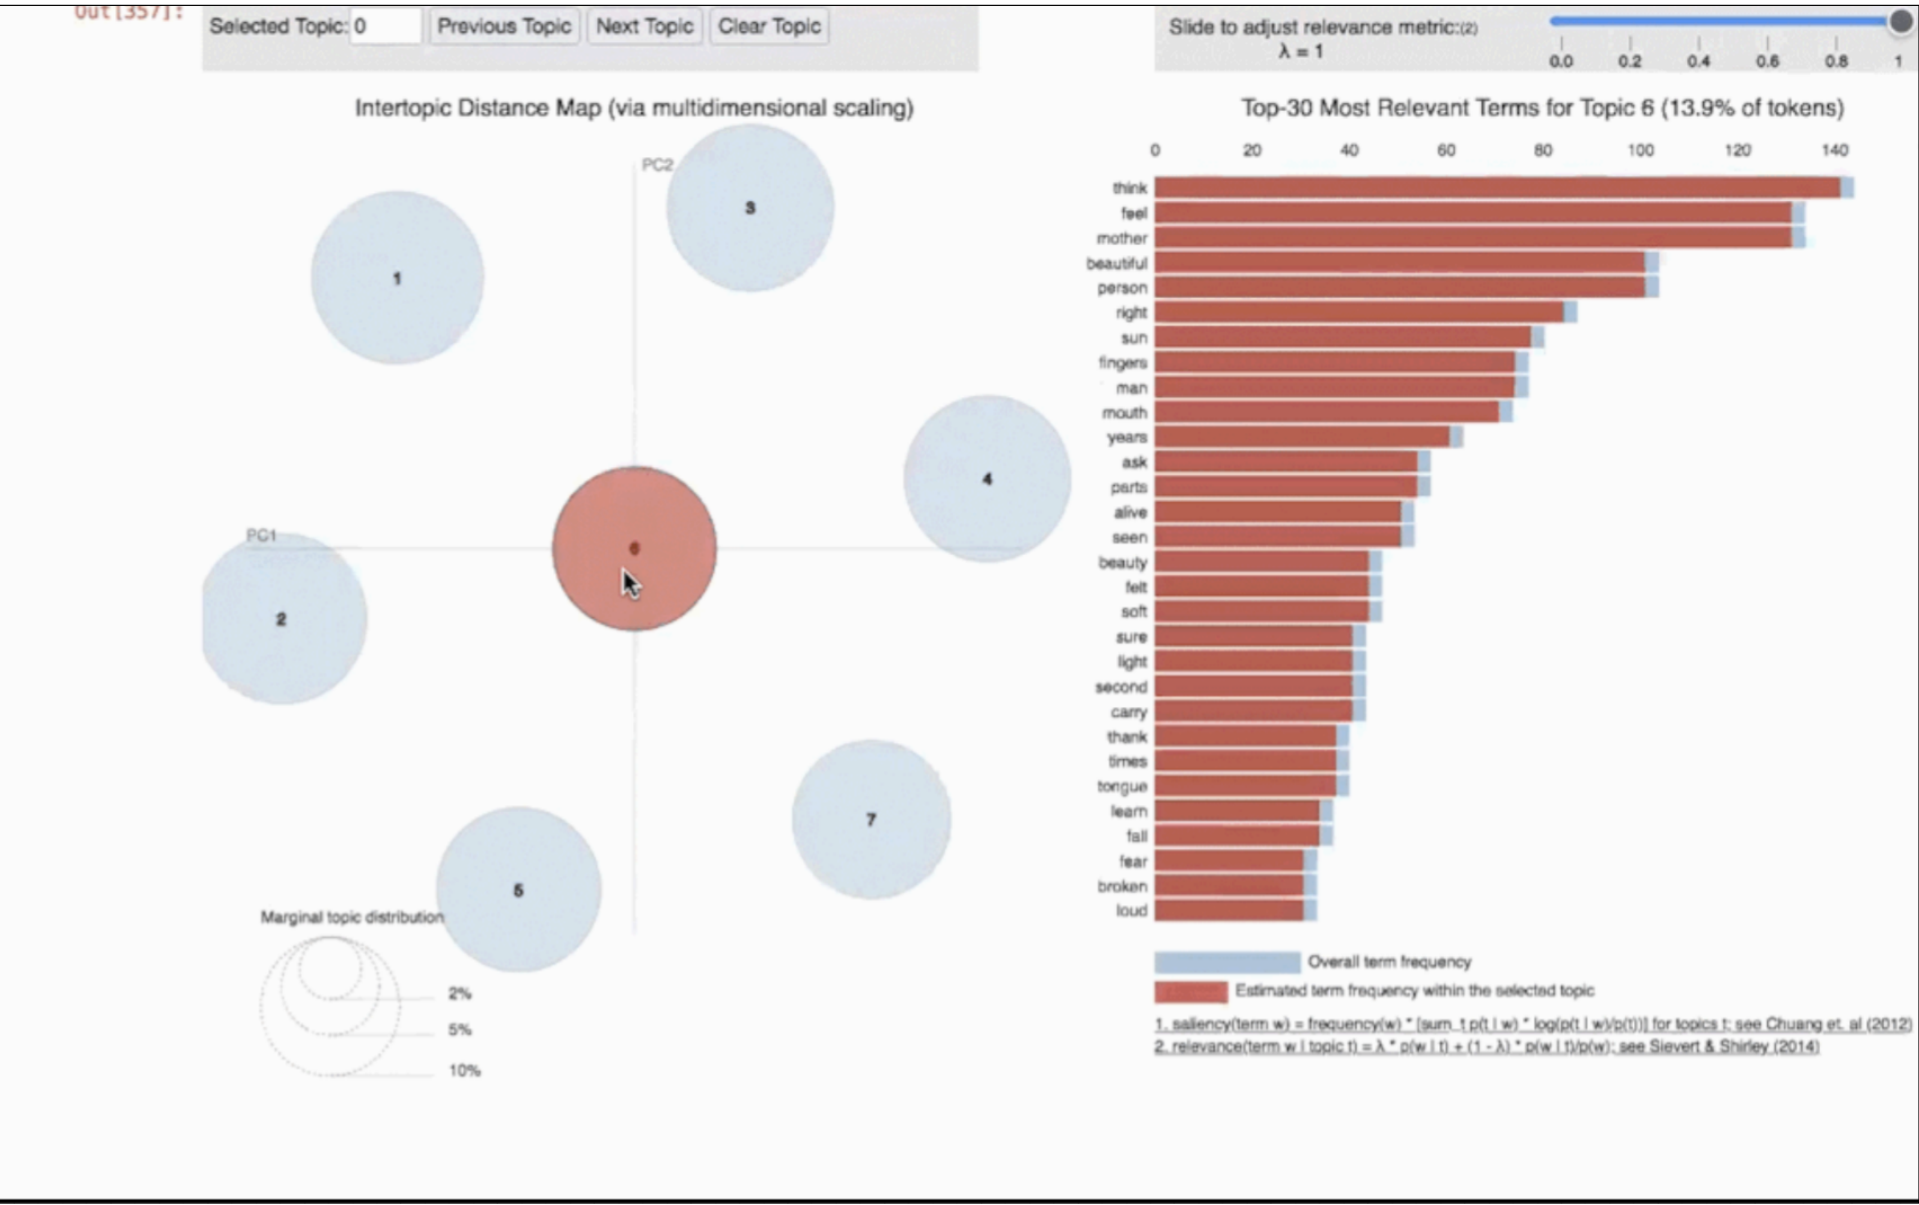 Out[357]:
Selected Topic: 0 Previous Topic Next Topic Clear Topic
Slide to adjust relevance metric:(2)
λ = 1
0.0 0.2 0.4 0.6 0.8 1
Intertopic Distance Map (via multidimensional scaling)
PC2
PC1
1
3
4
6
2
7
5
Marginal topic distribution
2%
5%
10%
Top-30 Most Relevant Terms for Topic 6 (13.9% of tokens)
0 20 40 60 80 100 120 140
think
feel
mother
beautiful
person
right
sun
fingers
man
mouth
years
ask
parts
alive
seen
beauty
felt
soft
sure
light
second
carry
thank
times
tongue
learn
fall
fear
broken
loud
Overall term frequency
Estimated term frequency within the selected topic
1. saliency(term w) = frequency(w) * [sum_t p(t | w) * log(p(t | w)/p(t))] for topics t; see Chuang et. al (2012)
2. relevance(term w | topic t) = λ * p(w | t) + (1 - λ) * p(w | t)/p(w); see Sievert & Shirley (2014)